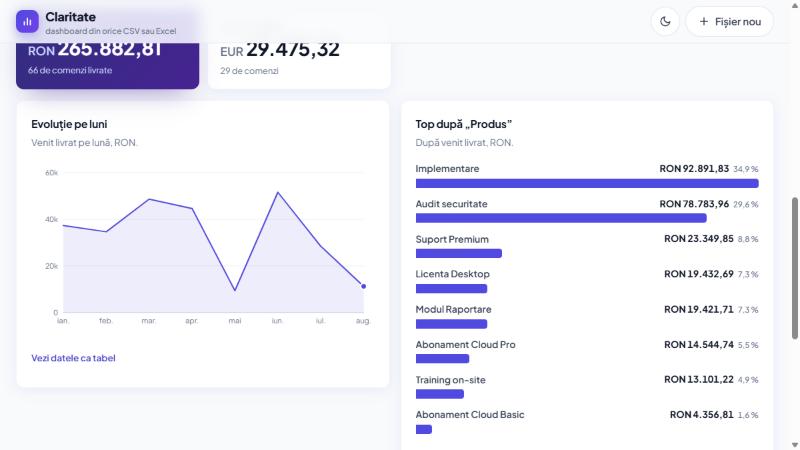 Claritate
dashboard din orice CSV sau Excel
Fișier nou
RON 265.882,81
66 de comenzi livrate
EUR 29.475,32
29 de comenzi
Evoluție pe luni
Venit livrat pe lună, RON.
60k
40k
20k
0
ian. feb. mar. apr. mai iun. iul. aug.
Vezi datele ca tabel
Top după „Produs”
După venit livrat, RON.
Implementare RON 92.891,83 34,9 %
Audit securitate RON 78.783,96 29,6 %
Suport Premium RON 23.349,85 8,8 %
Licenta Desktop RON 19.432,69 7,3 %
Modul Raportare RON 19.421,71 7,3 %
Abonament Cloud Pro RON 14.544,74 5,5 %
Training on-site RON 13.101,22 4,9 %
Abonament Cloud Basic RON 4.356,81 1,6 %